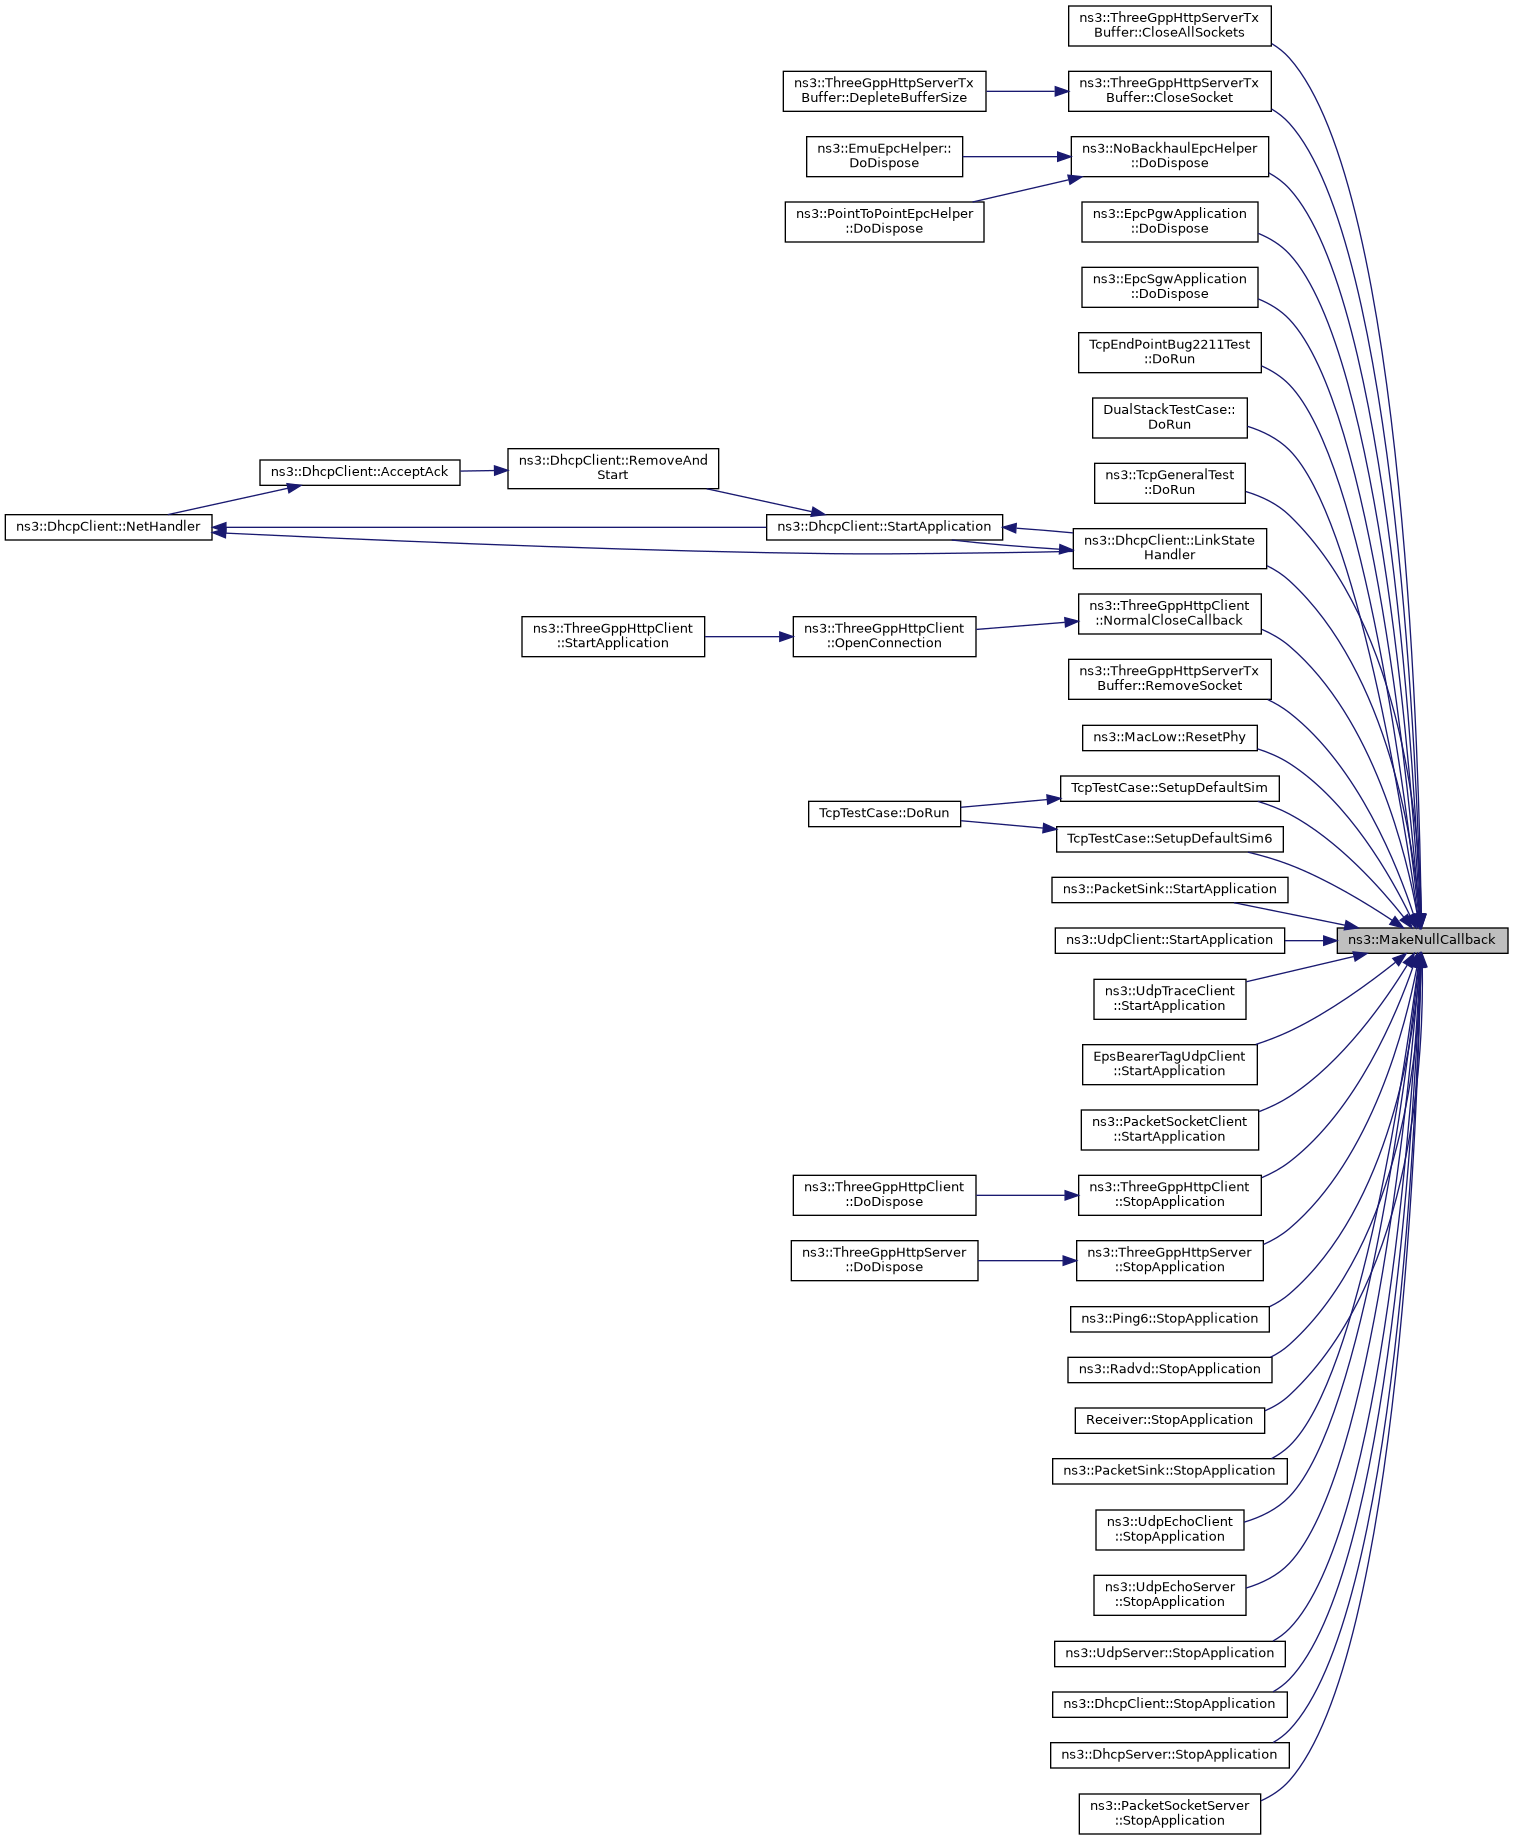 ns3::ThreeGppHttpServerTx
Buffer::CloseAllSockets
ns3::ThreeGppHttpServerTx
Buffer::DepleteBufferSize
ns3::ThreeGppHttpServerTx
Buffer::CloseSocket
ns3::EmuEpcHelper::
DoDispose
ns3::NoBackhaulEpcHelper
::DoDispose
ns3::PointToPointEpcHelper
::DoDispose
ns3::EpcPgwApplication
::DoDispose
ns3::EpcSgwApplication
::DoDispose
TcpEndPointBug2211Test
::DoRun
DualStackTestCase::
DoRun
ns3::TcpGeneralTest
::DoRun
ns3::DhcpClient::AcceptAck
ns3::DhcpClient::RemoveAnd
Start
ns3::DhcpClient::NetHandler
ns3::DhcpClient::StartApplication
ns3::DhcpClient::LinkState
Handler
ns3::ThreeGppHttpClient
::StartApplication
ns3::ThreeGppHttpClient
::OpenConnection
ns3::ThreeGppHttpClient
::NormalCloseCallback
ns3::ThreeGppHttpServerTx
Buffer::RemoveSocket
ns3::MacLow::ResetPhy
TcpTestCase::SetupDefaultSim
TcpTestCase::DoRun
TcpTestCase::SetupDefaultSim6
ns3::PacketSink::StartApplication
ns3::UdpClient::StartApplication
ns3::MakeNullCallback
ns3::UdpTraceClient
::StartApplication
EpsBearerTagUdpClient
::StartApplication
ns3::PacketSocketClient
::StartApplication
ns3::ThreeGppHttpClient
::DoDispose
ns3::ThreeGppHttpClient
::StopApplication
ns3::ThreeGppHttpServer
::DoDispose
ns3::ThreeGppHttpServer
::StopApplication
ns3::Ping6::StopApplication
ns3::Radvd::StopApplication
Receiver::StopApplication
ns3::PacketSink::StopApplication
ns3::UdpEchoClient
::StopApplication
ns3::UdpEchoServer
::StopApplication
ns3::UdpServer::StopApplication
ns3::DhcpClient::StopApplication
ns3::DhcpServer::StopApplication
ns3::PacketSocketServer
::StopApplication